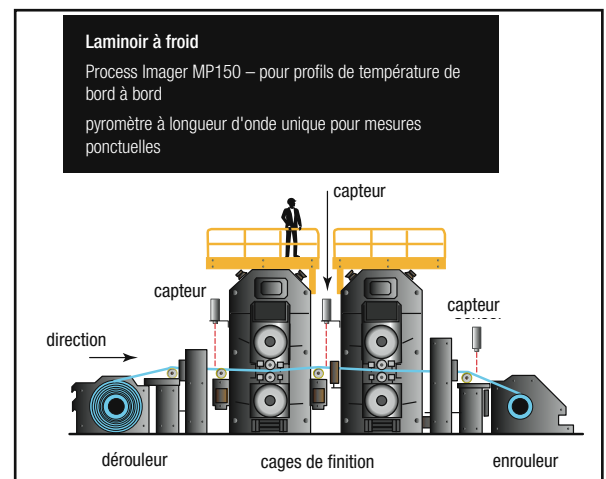 Laminoir à froid
Process Imager MP150 – pour profils de température de
bord à bord
pyromètre à longueur d'onde unique pour mesures
ponctuelles
capteur
capteur
capteur
direction
dérouleur
cages de finition
enrouleur